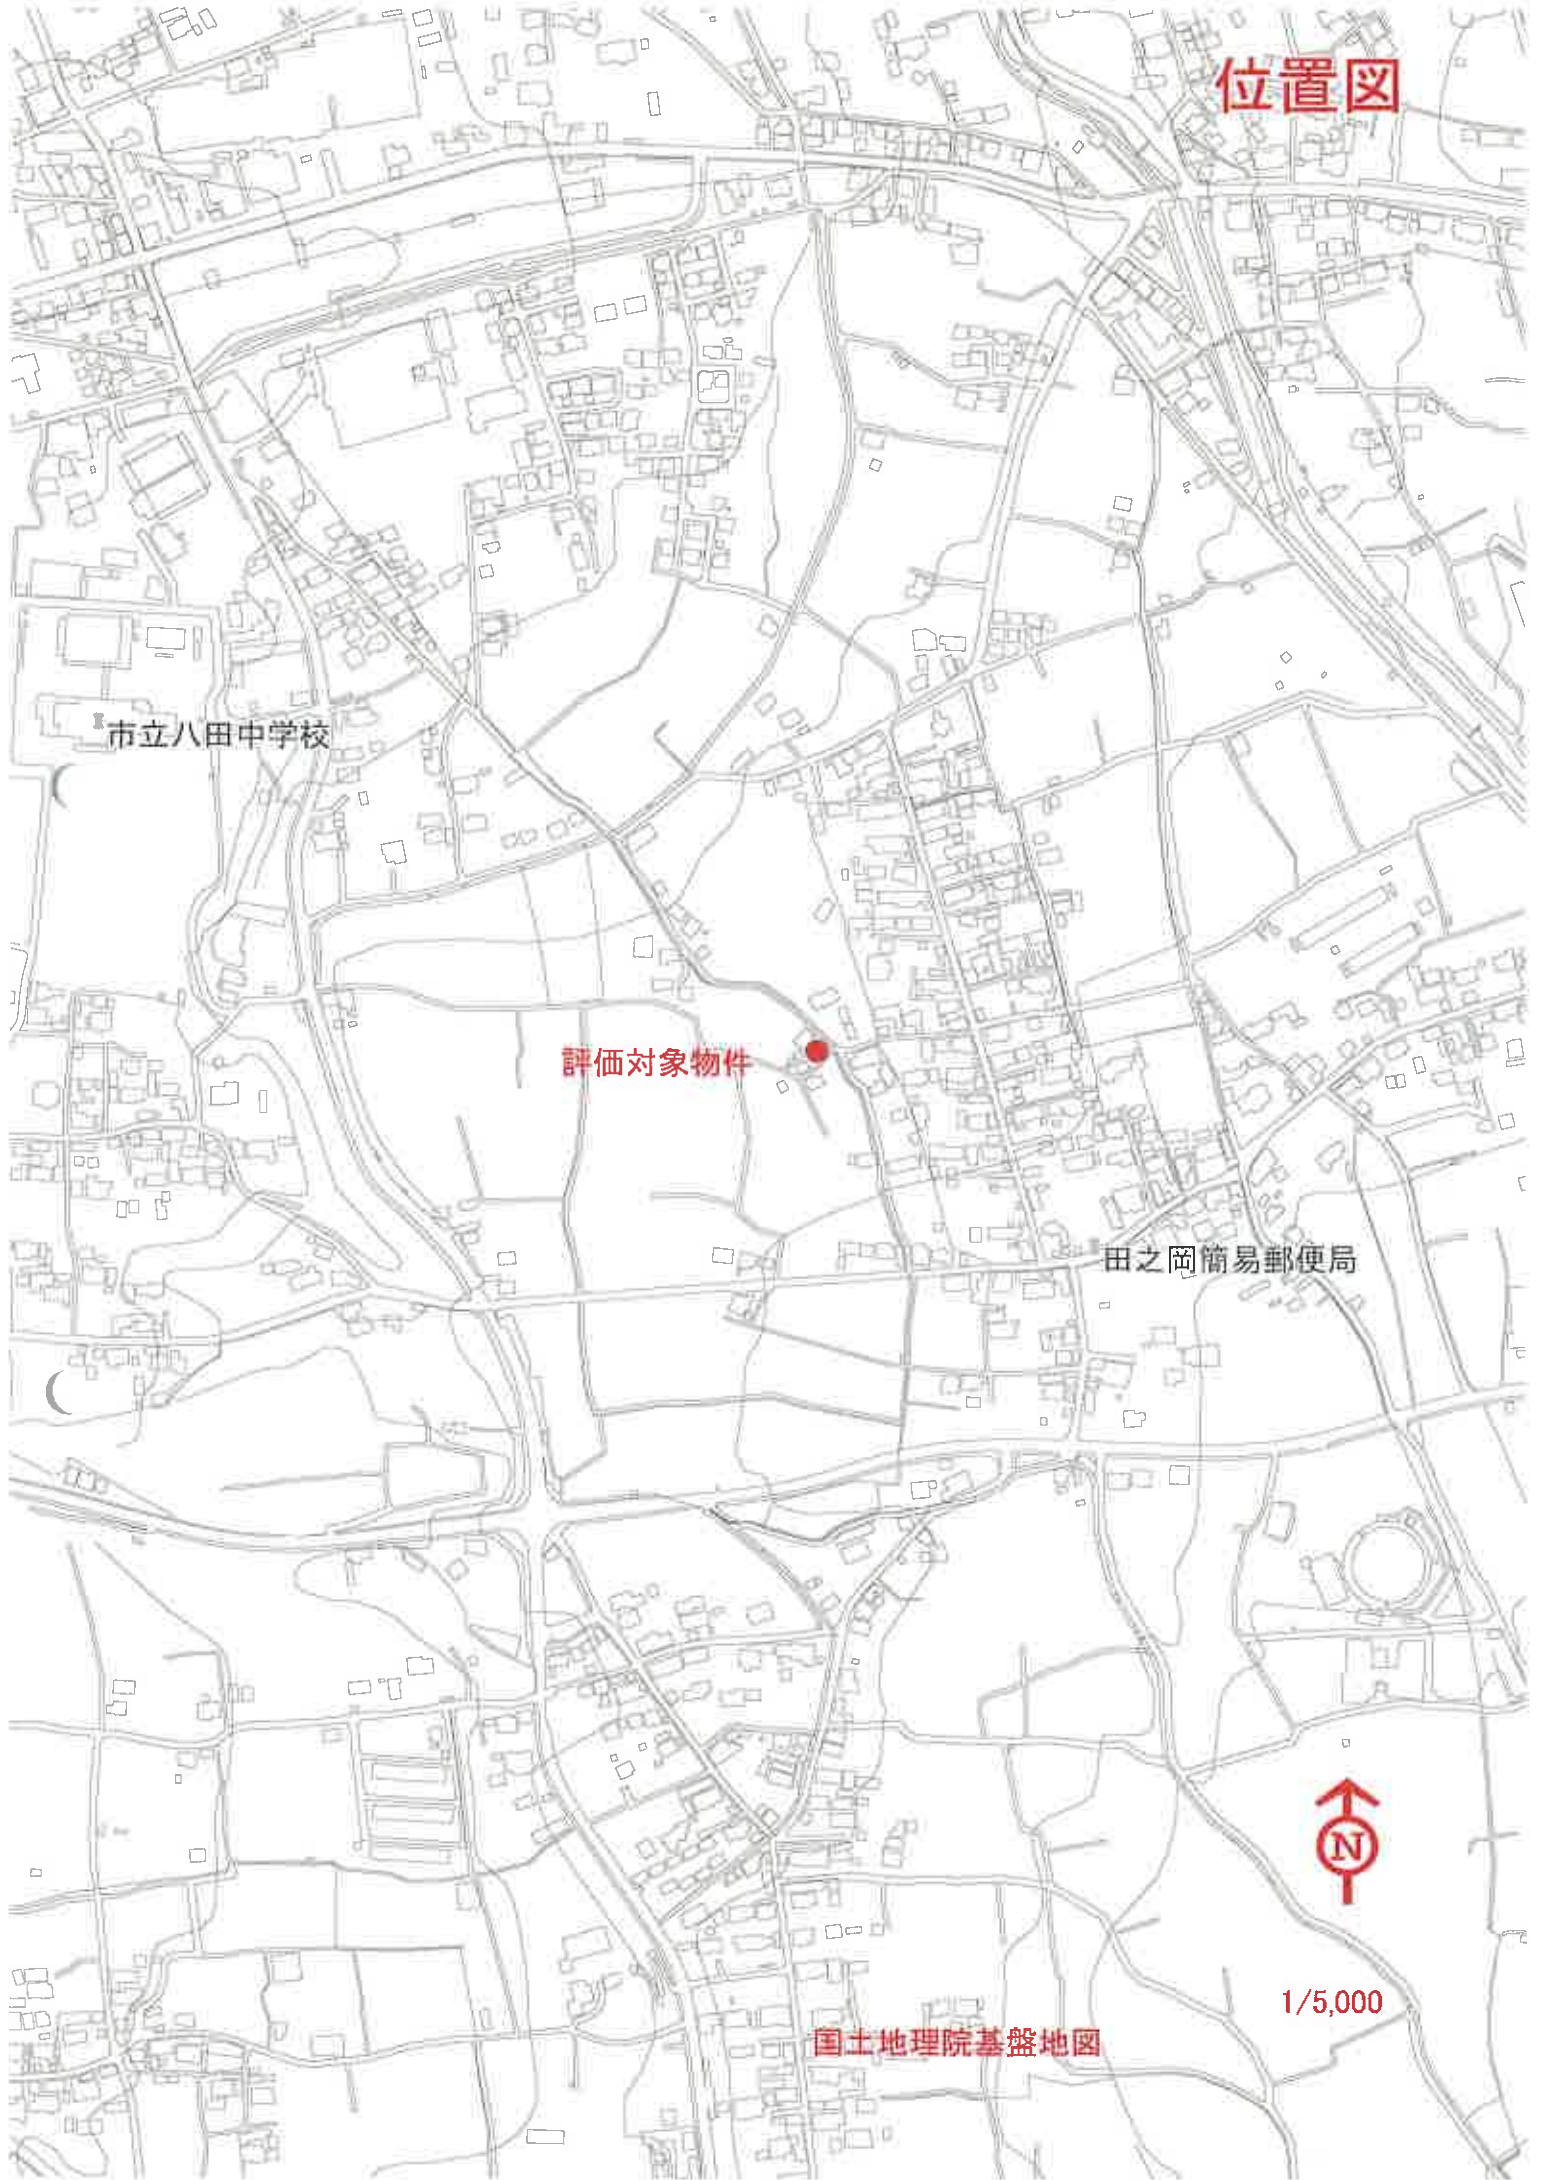 位置図
市立八田中学校
評価対象物件
田之岡簡易郵便局
N
1/5,000
国土地理院基盤地図